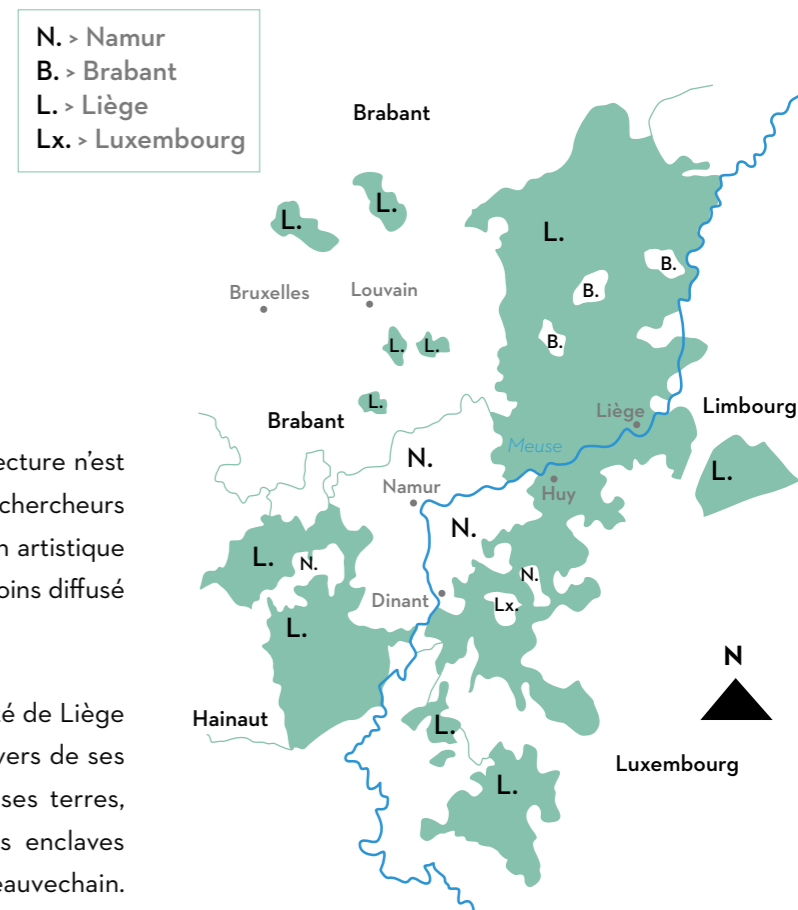 N. > Namur
B. > Brabant
L. > Liège
Lx. > Luxembourg
Brabant
L.
L.
L.
B.
B.
Bruxelles
Louvain
B.
L.
L.
L.
Liège
Limbourg
Brabant
Meuse
N.
L.
Namur
Huy
N.
L.
N.
N.
Dinant
Lx.
L.
N
Hainaut
L.
Luxembourg
L.
ecture n'est
chercheurs
n artistique
oins diffusé
é de Liège
vers de ses
ses terres,
s enclaves
eauvechain.